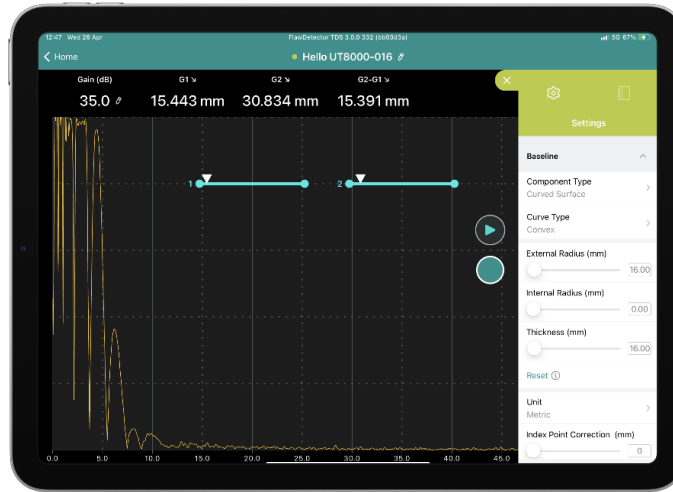 12:47 Wed 26 Apr
FlawDetector TDS 3.0.0 332 (bb03d3a)
5G 67%
Home
Hello UT8000-016
Gain (dB)
G1
G2
G2-G1
35.0
15.443 mm
30.834 mm
15.391 mm
Settings
Baseline
Component Type
Curved Surface
Curve Type
Convex
External Radius (mm)
16.00
Internal Radius (mm)
0.00
Thickness (mm)
16.00
Reset
Unit
Metric
Index Point Correction (mm)
0
1
2
0.0 5.0 10.0 15.0 20.0 25.0 30.0 35.0 40.0 45.0